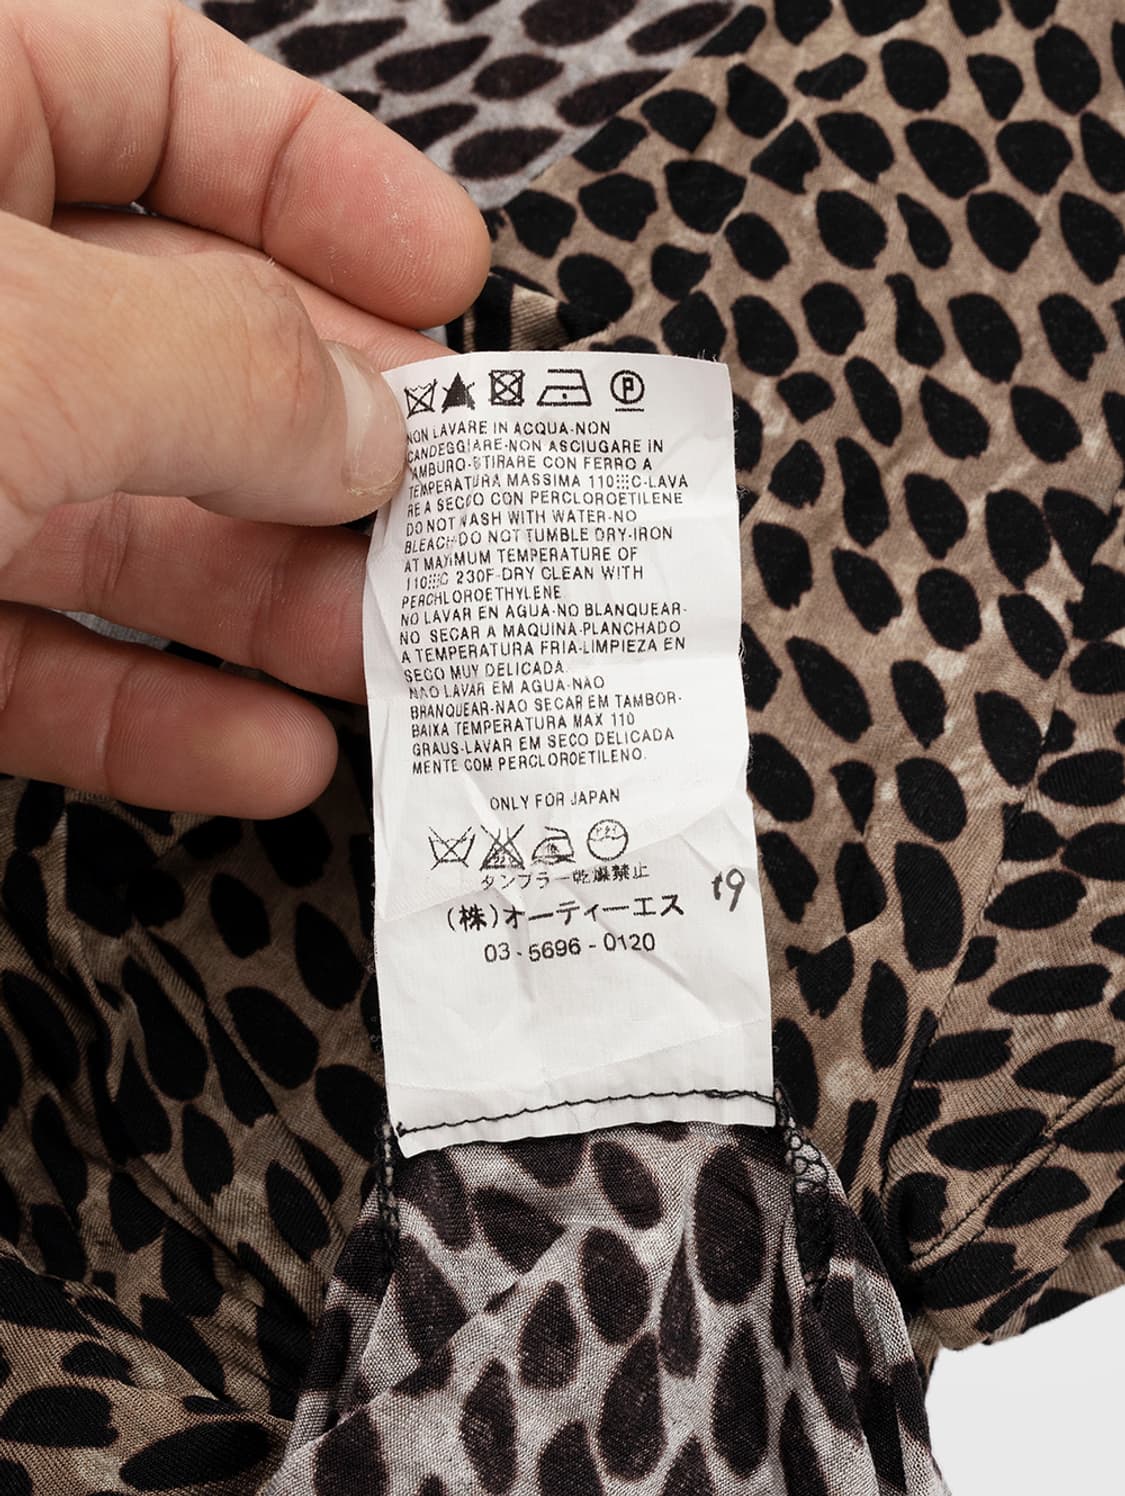 P
NON LAVARE IN ACQUA-NON
CANDEGGIARE-NON ASCIUGARE IN
AMBURO-STIRARE CON FERRO A
TEMPERATURA MASSIMA 110 C-LAVA
RE A SECCO CON PERCLOROETILENE
DO NOT WASH WITH WATER-NO
BLEACH-DO NOT TUMBLE DRY-IRON
AT MAXIMUM TEMPERATURE OF
110 C 230F-DRY CLEAN WITH
PERCHLOROETHYLENE.
NO LAVAR EN AGUA-NO BLANQUEAR-
NO SECAR A MAQUINA-PLANCHADO
A TEMPERATURA FRIA-LIMPIEZA EN
SECO MUY DELICADA.
NAO LAVAR EM AGUA-NAO
BRANQUEAR-NAO SECAR EM TAMBOR-
BAIXA TEMPERATURA MAX 110
GRAUS-LAVAR EM SECO DELICADA
MENTE COM PERCLOROETILENO.
ONLY FOR JAPAN
タンブラー乾燥禁止
(株)オーティーエス
03-5696-0120